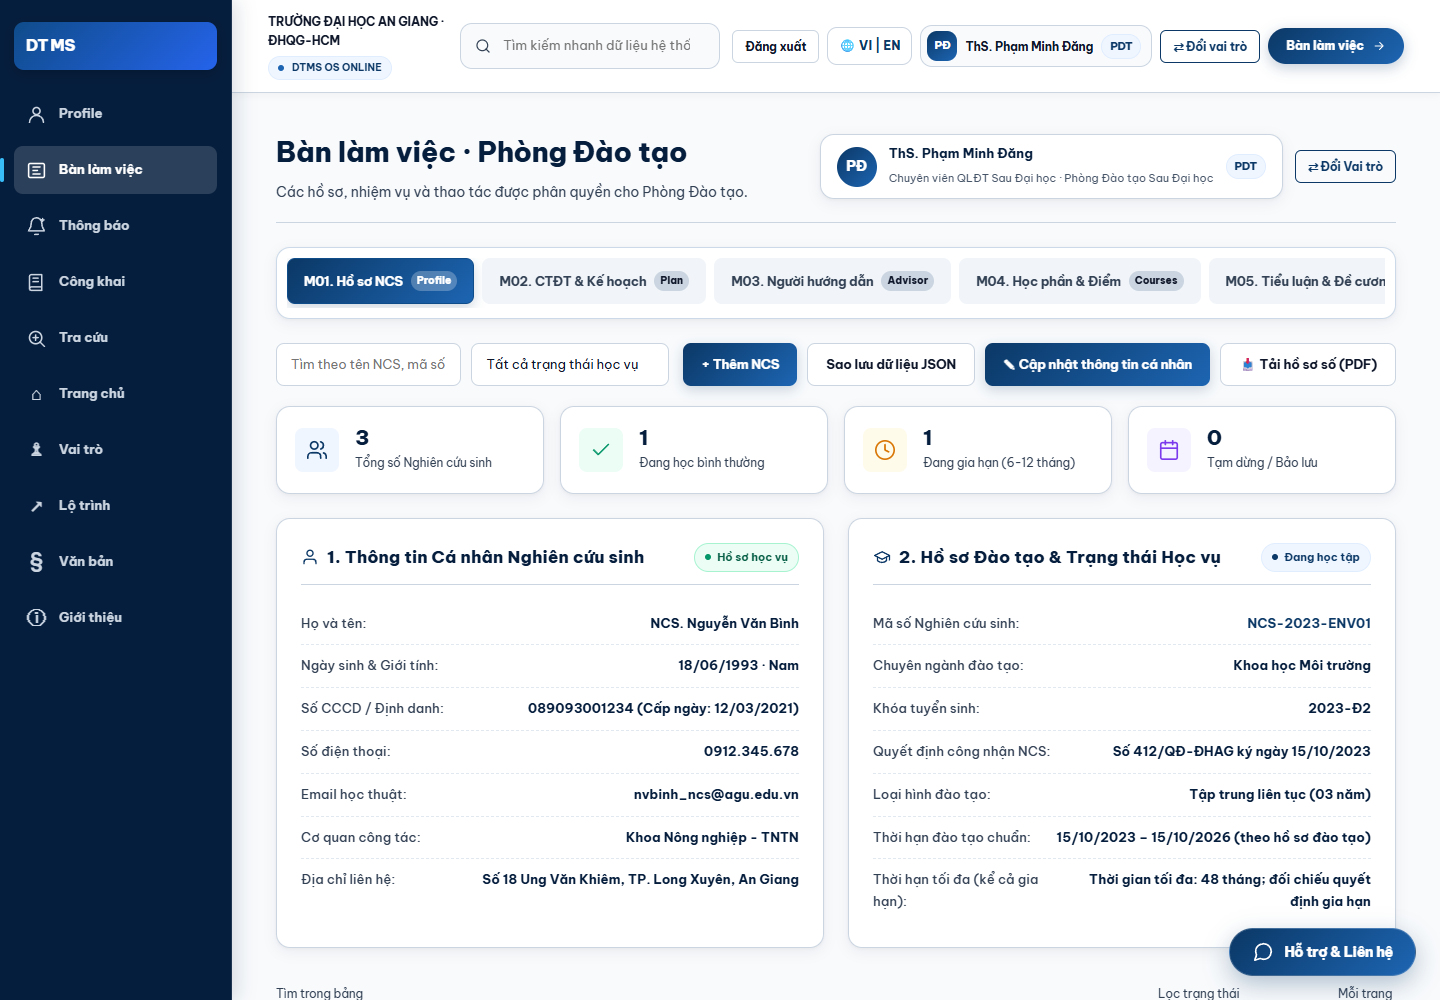 DTMS
Profile
Bàn làm việc
Thông báo
Công khai
Tra cứu
Trang chủ
Vai trò
Lộ trình
§ Văn bản
Giới thiệu
TRƯỜNG ĐẠI HỌC AN GIANG ·
ĐHQG-HCM
DTMS OS ONLINE
Tìm kiếm nhanh dữ liệu hệ thố
Đăng xuất
🌐 VI | EN
PĐ ThS. Phạm Minh Đăng PDT
⇄ Đổi vai trò
Bàn làm việc →
Bàn làm việc · Phòng Đào tạo
Các hồ sơ, nhiệm vụ và thao tác được phân quyền cho Phòng Đào tạo.
PĐ
ThS. Phạm Minh Đăng
Chuyên viên QLĐT Sau Đại học · Phòng Đào tạo Sau Đại học
PDT
⇄ Đổi Vai trò
M01. Hồ sơ NCS Profile
M02. CTĐT & Kế hoạch Plan
M03. Người hướng dẫn Advisor
M04. Học phần & Điểm Courses
M05. Tiểu luận & Đề cươn
Tìm theo tên NCS, mã số
Tất cả trạng thái học vụ
+ Thêm NCS
Sao lưu dữ liệu JSON
✎ Cập nhật thông tin cá nhân
📥 Tải hồ sơ số (PDF)
3
Tổng số Nghiên cứu sinh
1
Đang học bình thường
1
Đang gia hạn (6-12 tháng)
0
Tạm dừng / Bảo lưu
1. Thông tin Cá nhân Nghiên cứu sinh
Hồ sơ học vụ
Họ và tên: NCS. Nguyễn Văn Bình
Ngày sinh & Giới tính: 18/06/1993 · Nam
Số CCCD / Định danh: 089093001234 (Cấp ngày: 12/03/2021)
Số điện thoại: 0912.345.678
Email học thuật: nvbinh_ncs@agu.edu.vn
Cơ quan công tác: Khoa Nông nghiệp - TNTN
Địa chỉ liên hệ: Số 18 Ung Văn Khiêm, TP. Long Xuyên, An Giang
2. Hồ sơ Đào tạo & Trạng thái Học vụ
Đang học tập
Mã số Nghiên cứu sinh: NCS-2023-ENV01
Chuyên ngành đào tạo: Khoa học Môi trường
Khóa tuyển sinh: 2023-Đ2
Quyết định công nhận NCS: Số 412/QĐ-ĐHAG ký ngày 15/10/2023
Loại hình đào tạo: Tập trung liên tục (03 năm)
Thời hạn đào tạo chuẩn: 15/10/2023 – 15/10/2026 (theo hồ sơ đào tạo)
Thời hạn tối đa (kể cả gia Thời gian tối đa: 48 tháng; đối chiếu quyết
hạn): định gia hạn
Hỗ trợ & Liên hệ
Tìm trong bảng
Lọc trạng thái
Mỗi trang